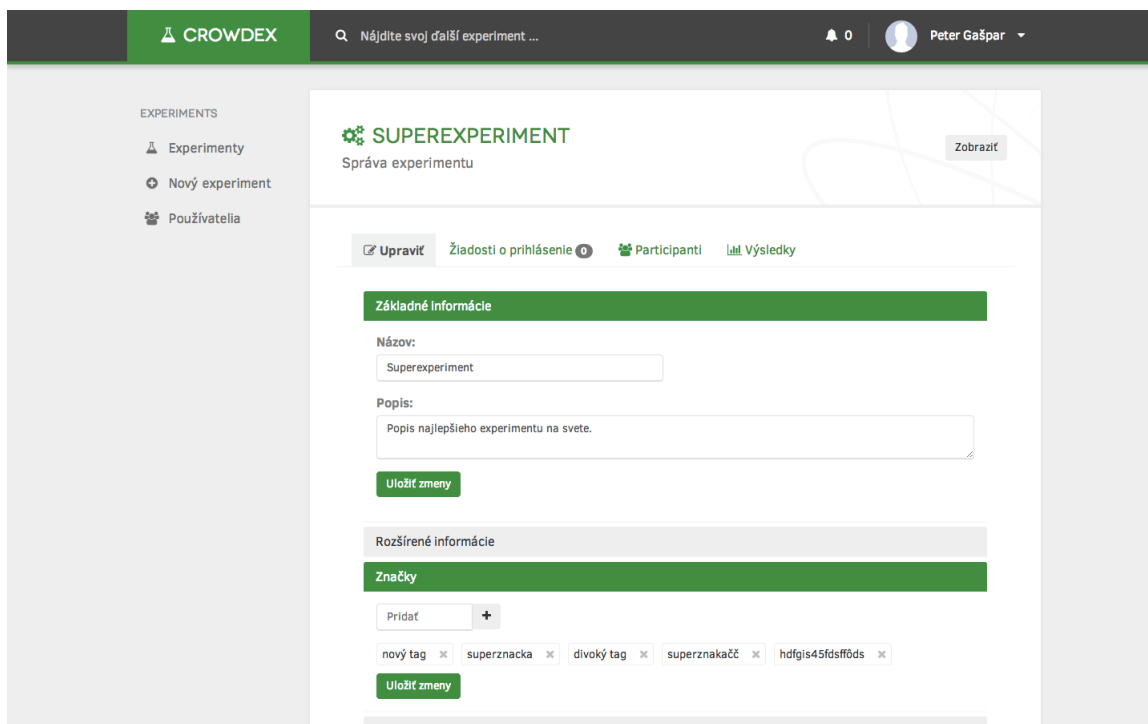 CROWDEX
Nájdite svoj ďalší experiment ...
0
Peter Gašpar
EXPERIMENTS
Experimenty
Nový experiment
Používatelia
SUPEREXPERIMENT
Správa experimentu
Zobraziť
Upraviť Žiadosti o prihlásenie 0 Participanti Výsledky
Základné informácie
Názov:
Superexperiment
Popis:
Popis najlepšieho experimentu na svete.
Uložiť zmeny
Rozšírené informácie
Značky
Pridať
nový tag superznacka divoký tag superznakačč hdfgis45fdsffôds
Uložiť zmeny